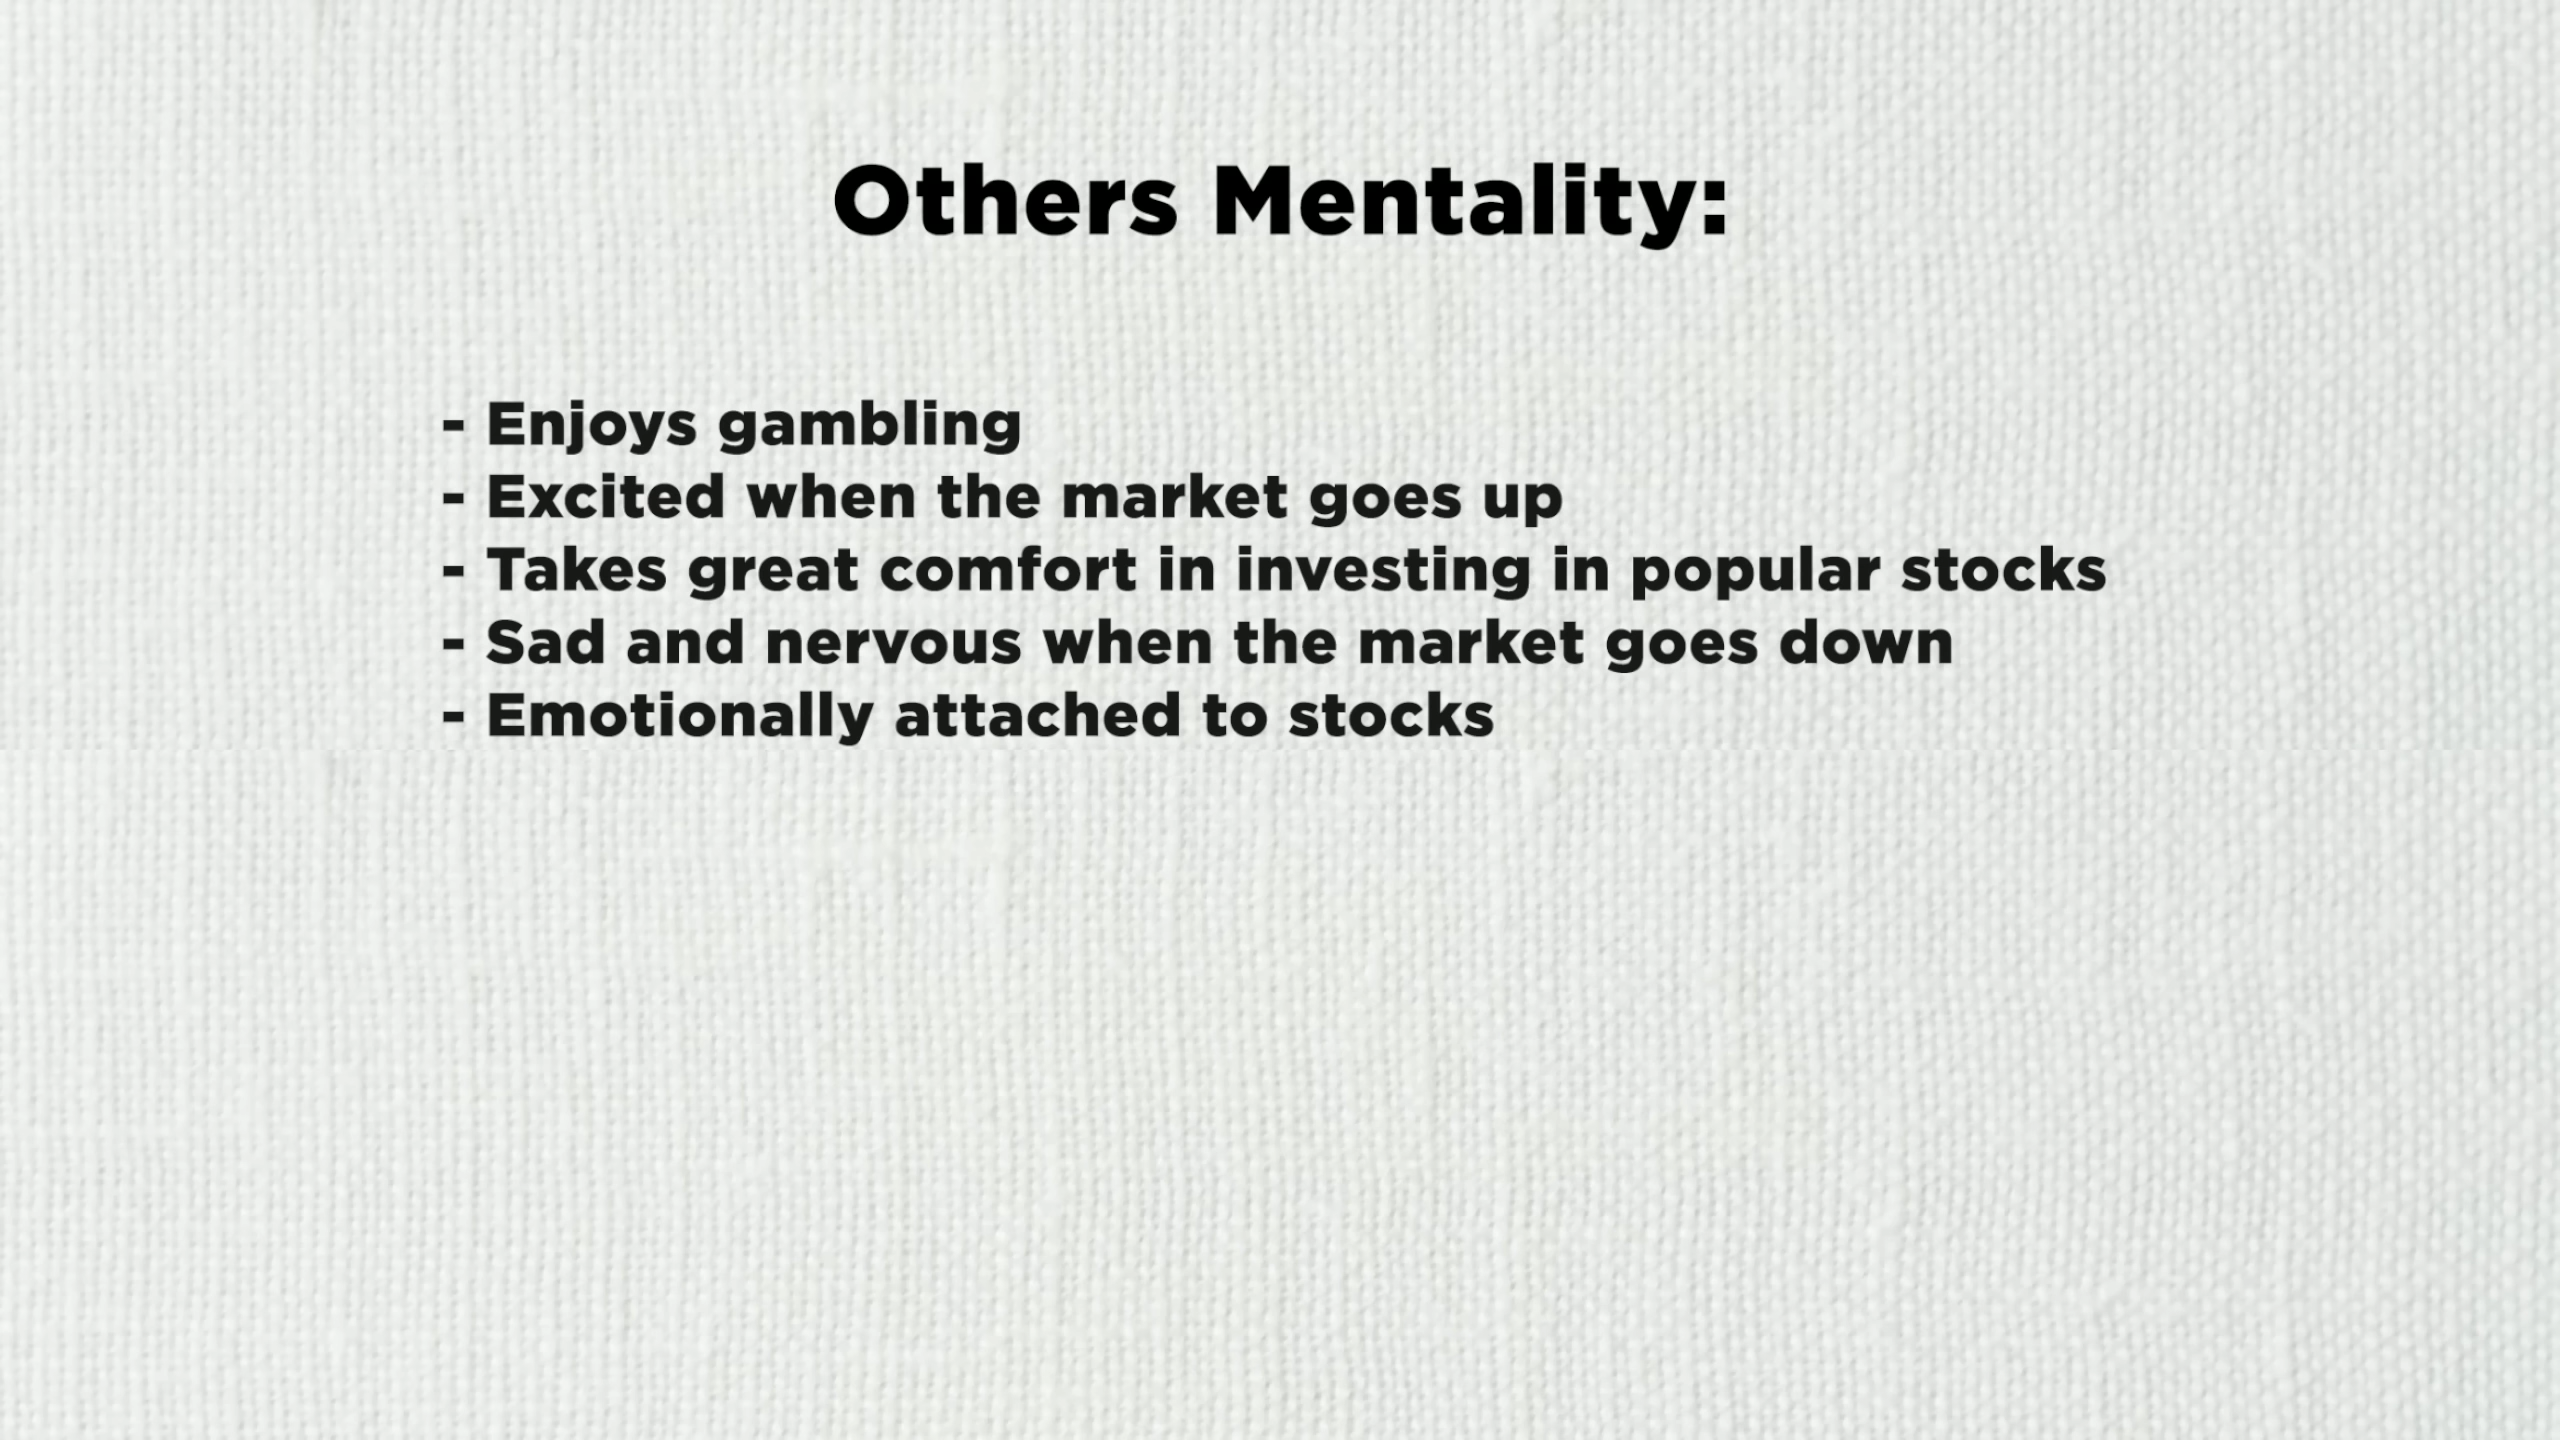 Others Mentality:
- Enjoys gambling
- Excited when the market goes up
- Takes great comfort in investing in popular stocks
- Sad and nervous when the market goes down
- Emotionally attached to stocks